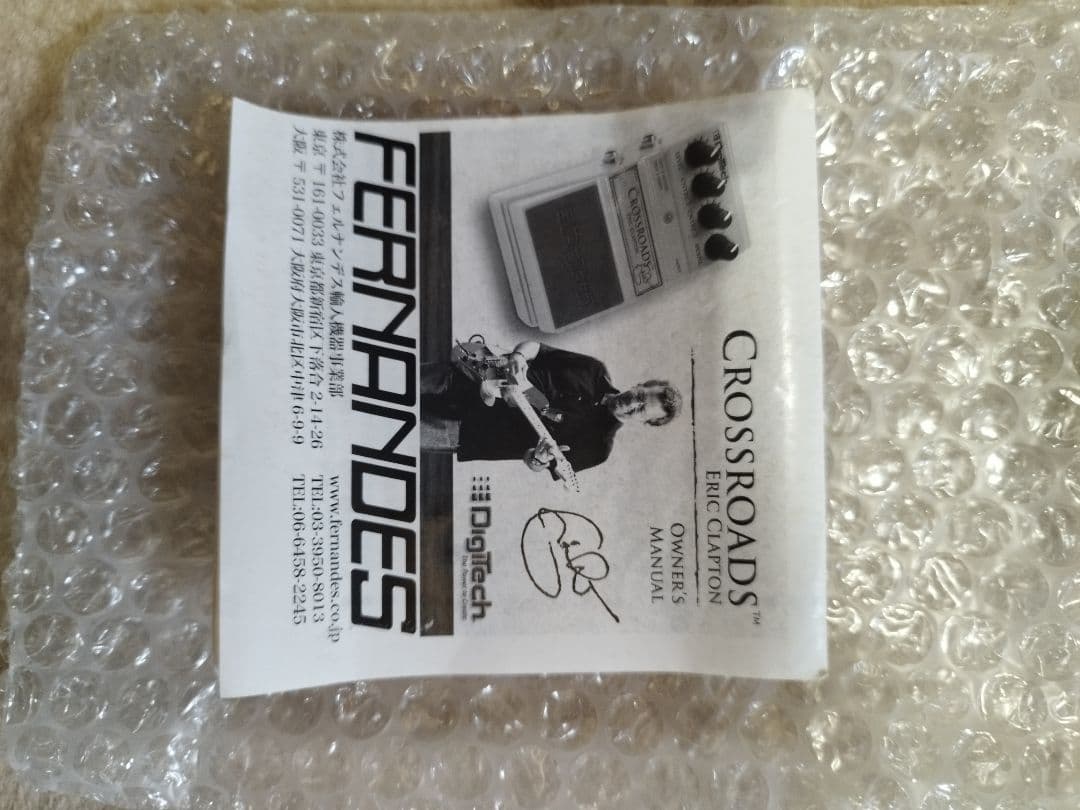 CROSSROADS™
ERIC CLAPTON
OWNER'S
MANUAL
CROSSROADS
DigiTech
FERNANDES
株式会社フェルナンデス輸入機器事業部 www.fernandes.co.jp
東京 〒161-0033 東京都新宿区下落合 2-14-26 TEL:03-3950-8013
大阪 〒531-0071 大阪府大阪市北区中津 6-9-9 TEL:06-6458-2245